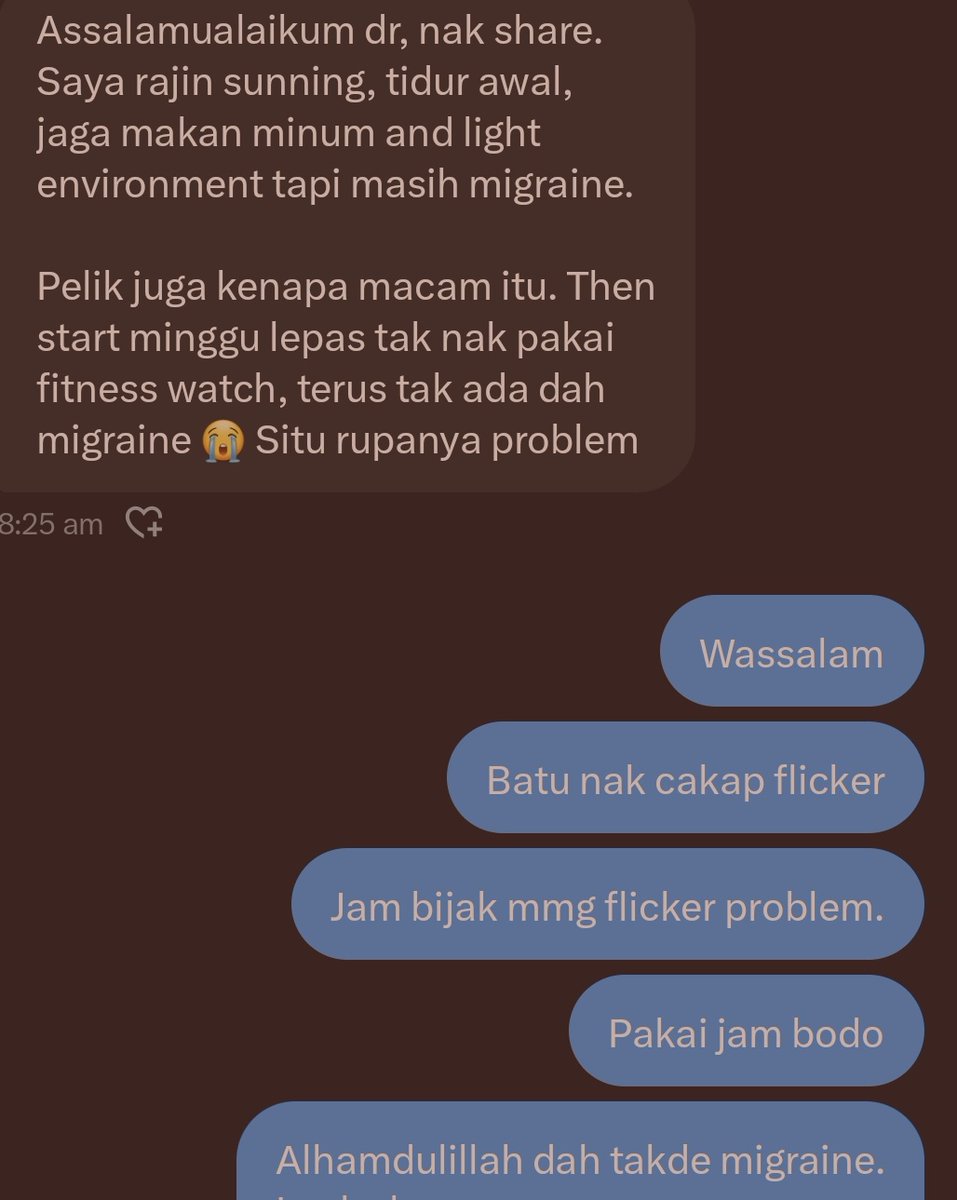 Assalamualaikum dr, nak share.
Saya rajin sunning, tidur awal,
jaga makan minum and light
environment tapi masih migraine.
Pelik juga kenapa macam itu. Then
start minggu lepas tak nak pakai
fitness watch, terus tak ada dah
migraine 😭 Situ rupanya problem
8:25 am
Wassalam
Batu nak cakap flicker
Jam bijak mmg flicker problem.
Pakai jam bodo
Alhamdulillah dah takde migraine.